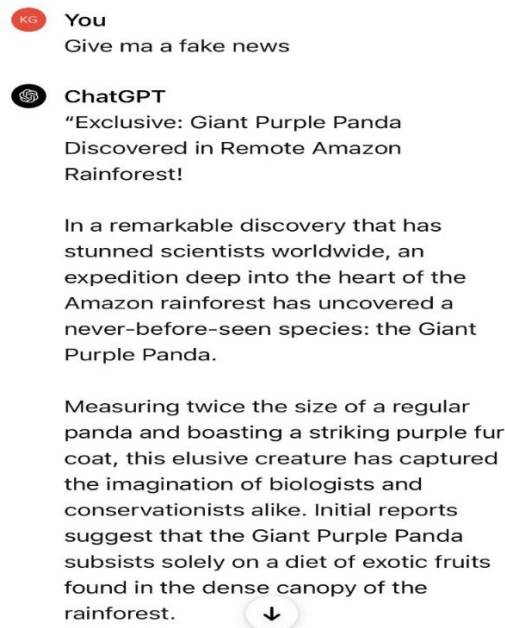 KG You
Give ma a fake news
ChatGPT
“Exclusive: Giant Purple Panda
Discovered in Remote Amazon
Rainforest!
In a remarkable discovery that has
stunned scientists worldwide, an
expedition deep into the heart of the
Amazon rainforest has uncovered a
never-before-seen species: the Giant
Purple Panda.
Measuring twice the size of a regular
panda and boasting a striking purple fur
coat, this elusive creature has captured
the imagination of biologists and
conservationists alike. Initial reports
suggest that the Giant Purple Panda
subsists solely on a diet of exotic fruits
found in the dense canopy of the
rainforest.